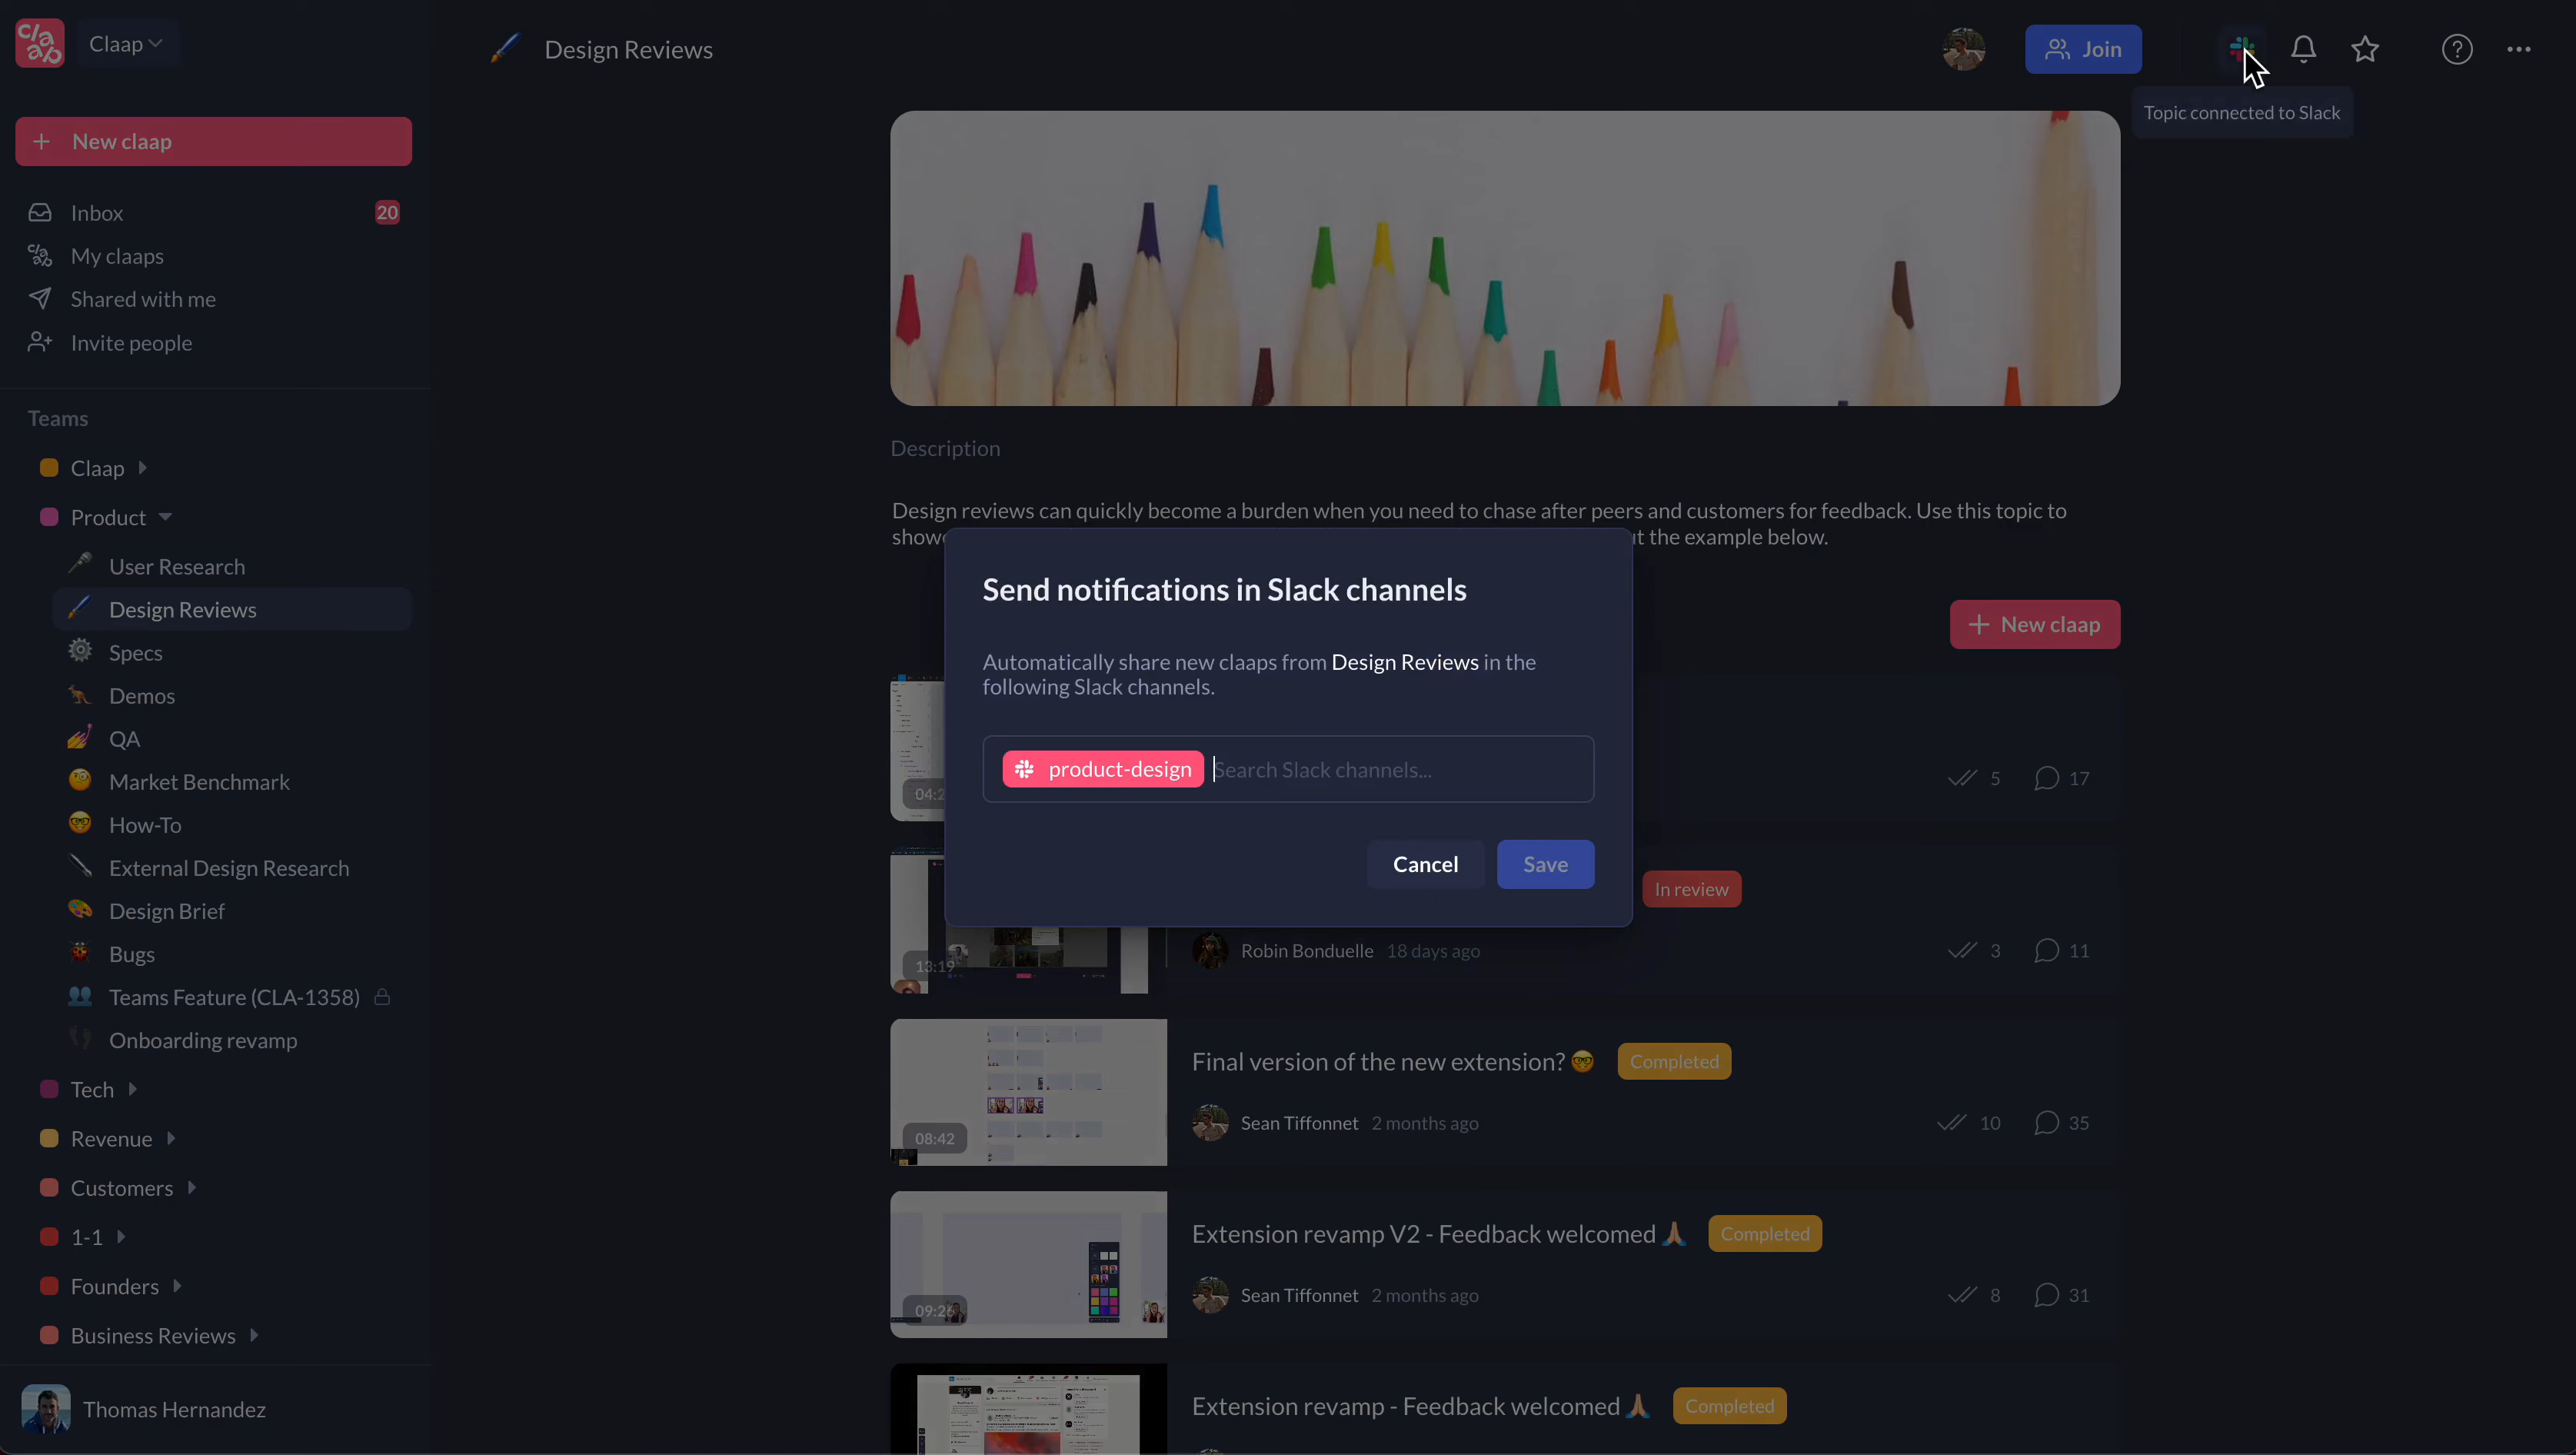 Claap
Design Reviews
Join
Topic connected to Slack
New claap
Inbox
20
My claaps
Shared with me
Invite people
Teams
Claap
Product
User Research
Design Reviews
Specs
Demos
QA
Market Benchmark
How-To
External Design Research
Design Brief
Bugs
Teams Feature (CLA-1358)
Onboarding revamp
Tech
Revenue
Customers
1-1
Founders
Business Reviews
Thomas Hernandez
Description
Design reviews can quickly become a burden when you need to chase after peers and customers for feedback. Use this topic to
the example below.
New claap
Send notifications in Slack channels
Automatically share new claaps from Design Reviews in the
following Slack channels.
product-design
Search Slack channels...
Cancel
Save
5
17
In review
13:19
Robin Bonduelle
18 days ago
3
11
Final version of the new extension?
Completed
08:42
Sean Tiffonnet
2 months ago
10
35
Extension revamp V2 - Feedback welcomed
Completed
09:26
Sean Tiffonnet
2 months ago
8
31
Extension revamp - Feedback welcomed
Completed